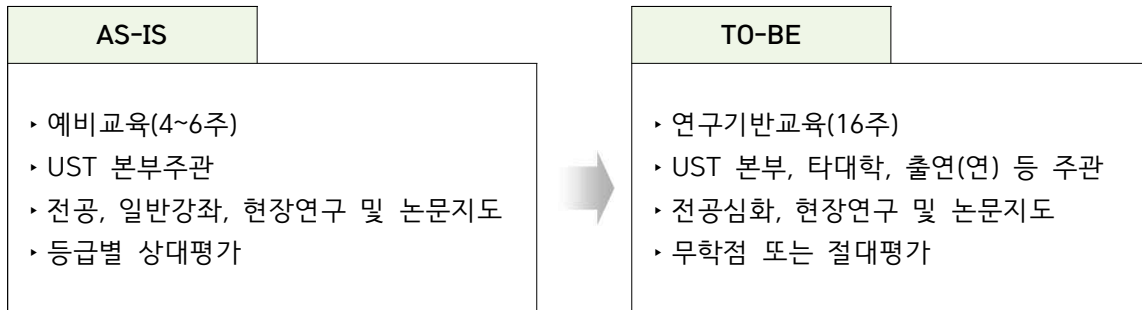 AS-IS
‣ 예비교육(4~6주)
‣ UST 본부주관
‣ 전공, 일반강좌, 현장연구 및 논문지도
‣ 등급별 상대평가
TO-BE
‣ 연구기반교육(16주)
‣ UST 본부, 타대학, 출연(연) 등 주관
‣ 전공심화, 현장연구 및 논문지도
‣ 무학점 또는 절대평가